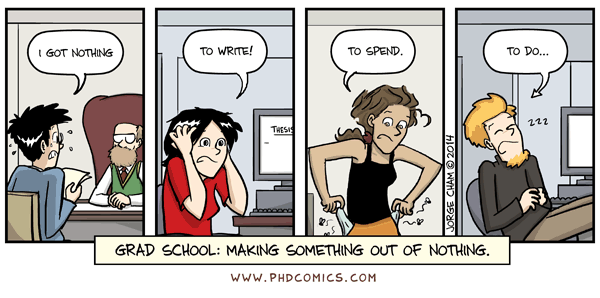 I GOT NOTHING
TO WRITE!
THESIS
TO SPEND.
TO DO...
ZZZ
JORGE CHAM © 2014
GRAD SCHOOL: MAKING SOMETHING OUT OF NOTHING.
WWW.PHDCOMICS.COM